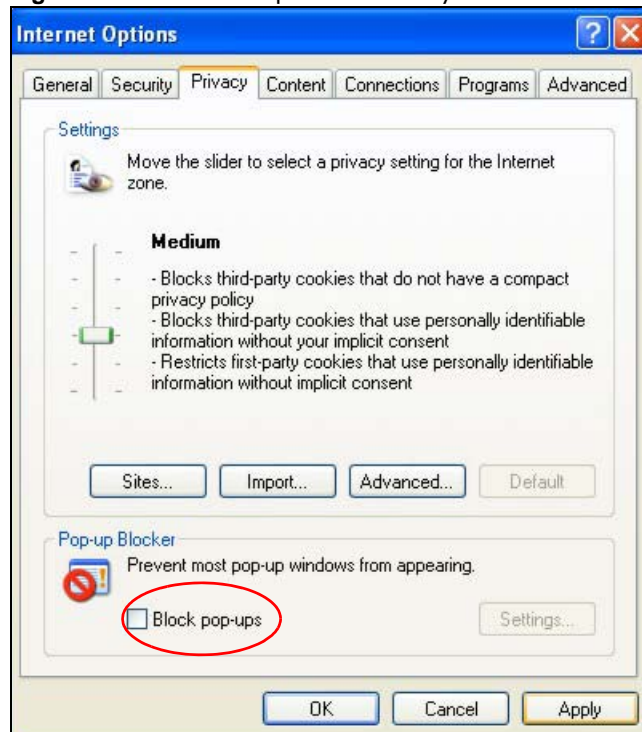 Internet Options
General Security Privacy Content Connections Programs Advanced
Settings
Move the slider to select a privacy setting for the Internet
zone.
Medium
- Blocks third-party cookies that do not have a compact
privacy policy
- Blocks third-party cookies that use personally identifiable
information without your implicit consent
- Restricts first-party cookies that use personally identifiable
information without implicit consent
Sites... Import... Advanced... Default
Pop-up Blocker
Prevent most pop-up windows from appearing.
Block pop-ups Settings...
OK Cancel Apply